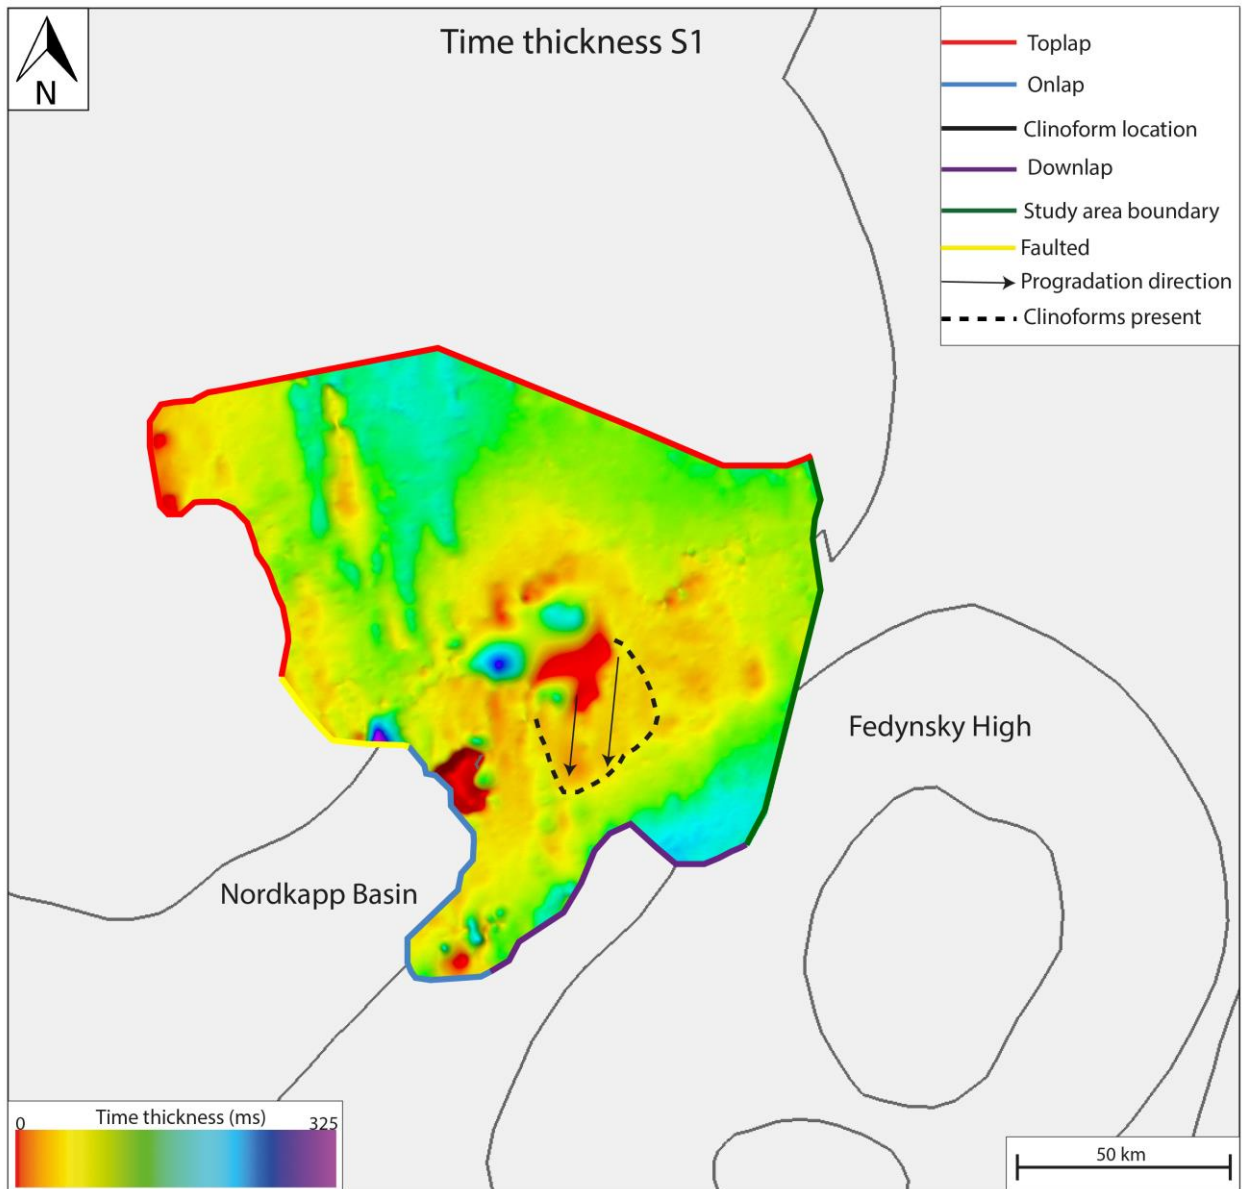 Time thickness S1
N
Toplap
Onlap
Clinoform location
Downlap
Study area boundary
Faulted
Progradation direction
Clinoforms present
Fedynsky High
Nordkapp Basin
Time thickness (ms)
0 325
50 km